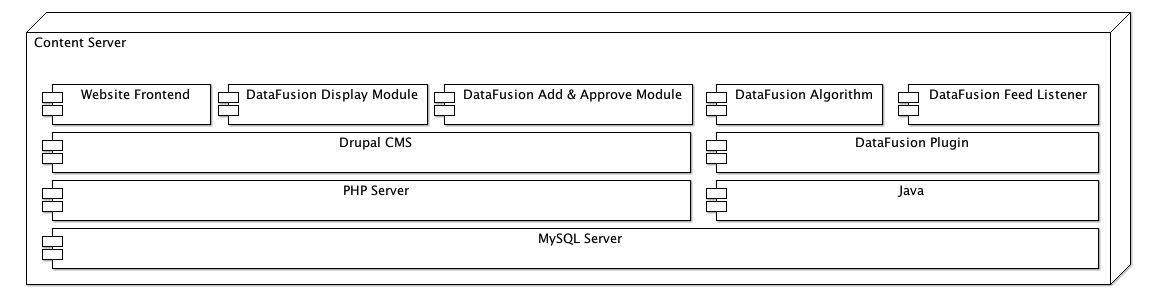 Content Server
Website Frontend
DataFusion Display Module
DataFusion Add & Approve Module
DataFusion Algorithm
DataFusion Feed Listener
Drupal CMS
DataFusion Plugin
PHP Server
Java
MySQL Server